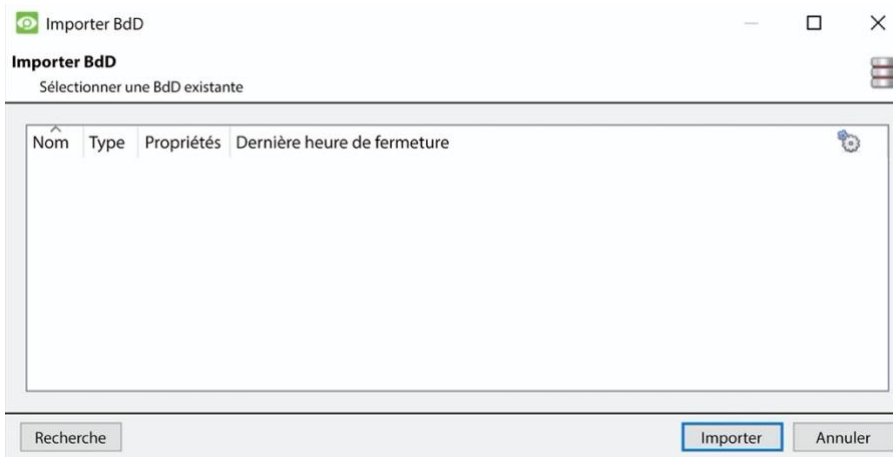 Importer BdD
Importer BdD
Sélectionner une BdD existante
Nom Type Propriétés Dernière heure de fermeture
Recherche Importer Annuler